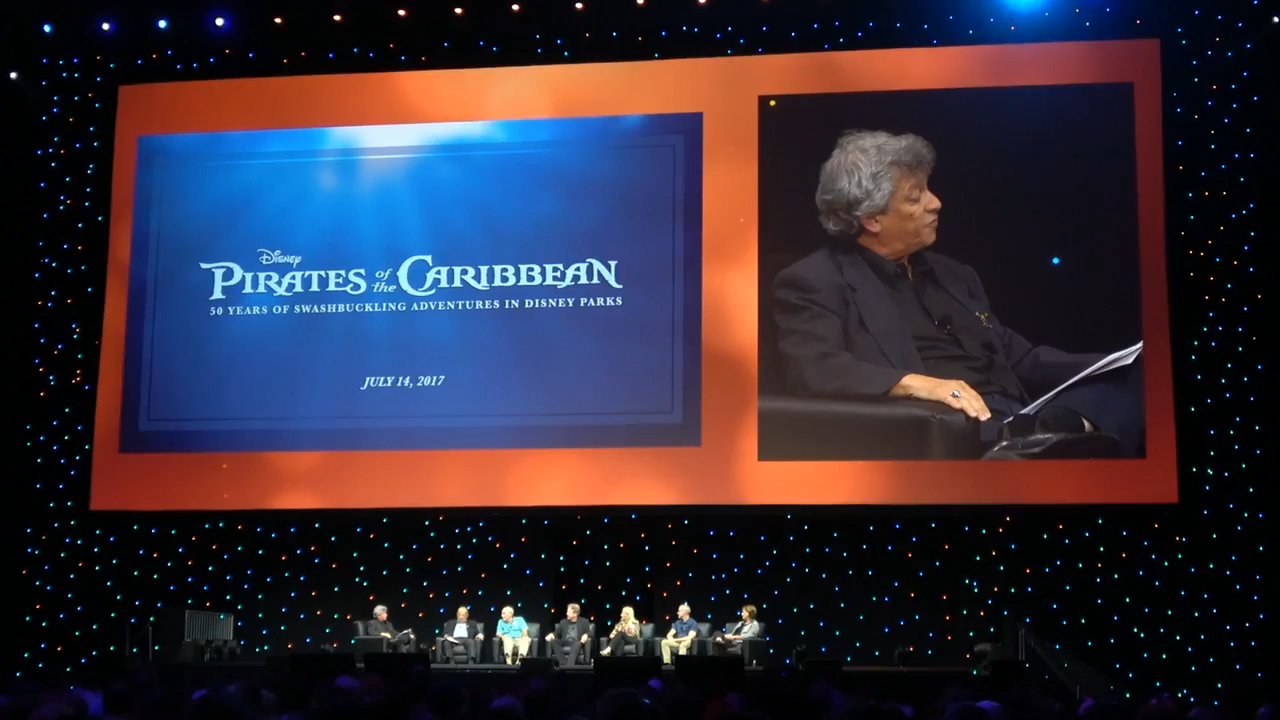 Disney
PIRATES of the CARIBBEAN
50 YEARS OF SWASHBUCKLING ADVENTURES IN DISNEY PARKS
JULY 14, 2017